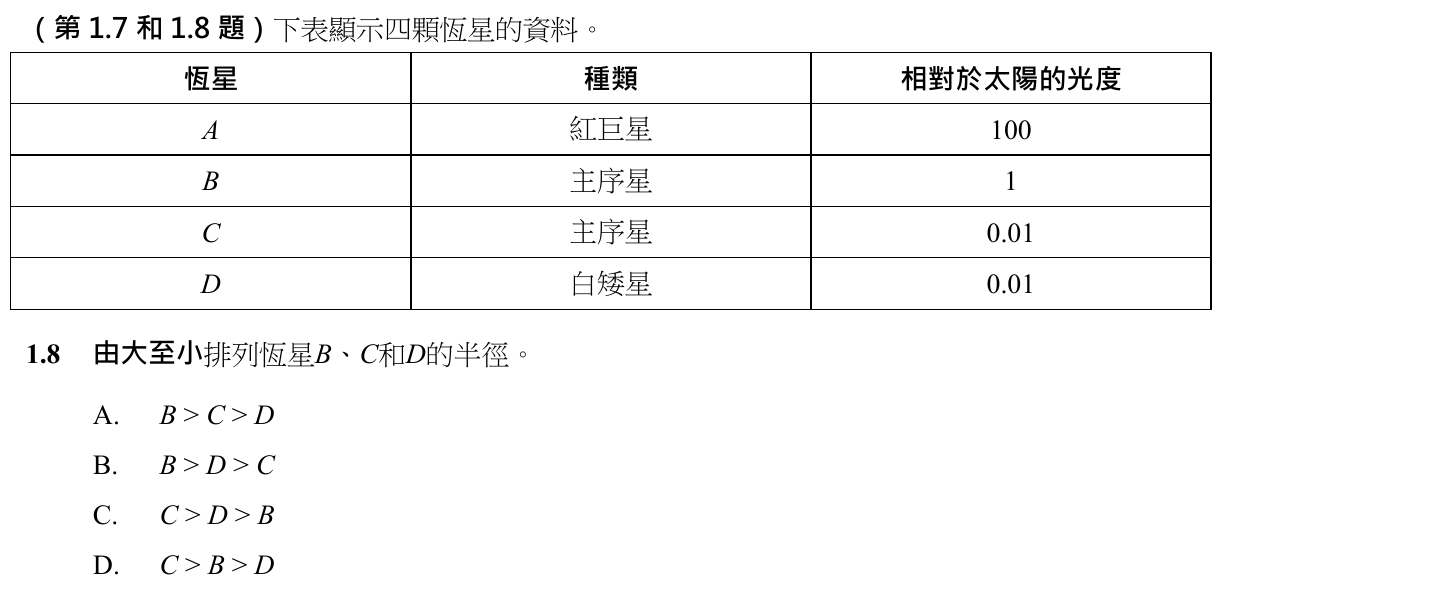 （第 1.7 和 1.8 題）下表顯示四顆恆星的資料。
恆星 種類 相對於太陽的光度
A 紅巨星 100
B 主序星 1
C 主序星 0.01
D 白矮星 0.01
1.8 由大至小排列恆星B、C和D的半徑。
A. B > C > D
B. B > D > C
C. C > D > B
D. C > B > D